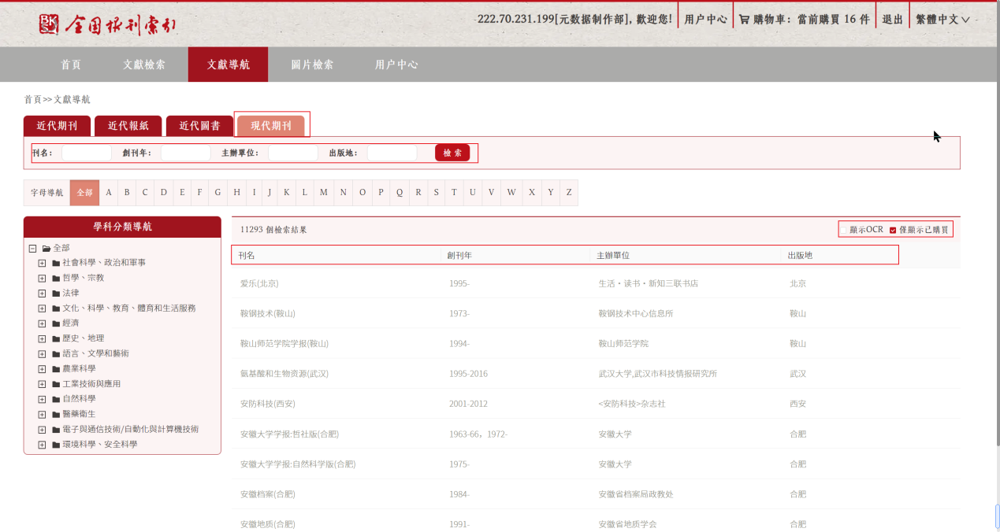 BK 全国报刊索引
222.70.231.199[元数据制作部], 歡迎您! 用户中心 購物車: 當前購買 16 件 退出 繁體中文
首頁 文獻檢索 文獻導航 圖片檢索 用户中心
首頁>>文獻導航
近代期刊 近代報紙 近代圖書 現代期刊
刊名: 創刊年: 主辦單位: 出版地: 檢索
字母導航 全部 A B C D E F G H I J K L M N O P Q R S T U V W X Y Z
學科分類導航
全部
社會科學、政治和軍事
哲學、宗教
法律
文化、科學、教育、體育和生活服務
經濟
歷史、地理
語言、文學和藝術
農業科學
工業技術與應用
自然科學
醫藥衛生
電子與通信技術/自動化與計算機技術
環境科學、安全科學
11293 個檢索結果 顯示OCR 僅顯示已購買
刊名 創刊年 主辦單位 出版地
爱乐(北京) 1995- 生活・读书・新知三联书店 北京
鞍钢技术(鞍山) 1973- 鞍钢技术中心信息所 鞍山
鞍山师范学院学报(鞍山) 1994- 鞍山师范学院 鞍山
氨基酸和生物资源(武汉) 1995-2016 武汉大学,武汉市科技情报研究所 武汉
安防科技(西安) 2001-2012 <安防科技>杂志社 西安
安徽大学学报:哲社版(合肥) 1963-66，1972- 安徽大学 合肥
安徽大学学报:自然科学版(合肥) 1975- 安徽大学 合肥
安徽档案(合肥) 1984- 安徽省档案局政教处 合肥
安徽地质(合肥) 1991- 安徽省地质学会 合肥